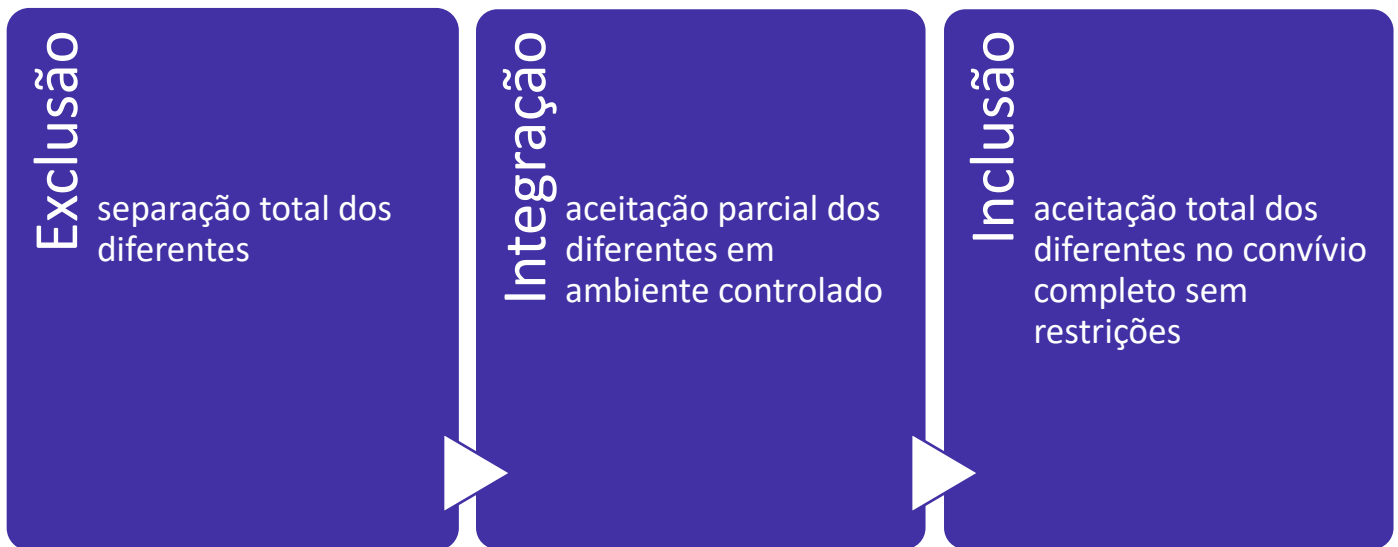 Exclusão
separação total dos
diferentes
Integração
aceitação parcial dos
diferentes em
ambiente controlado
Inclusão
aceitação total dos
diferentes no convívio
completo sem
restrições